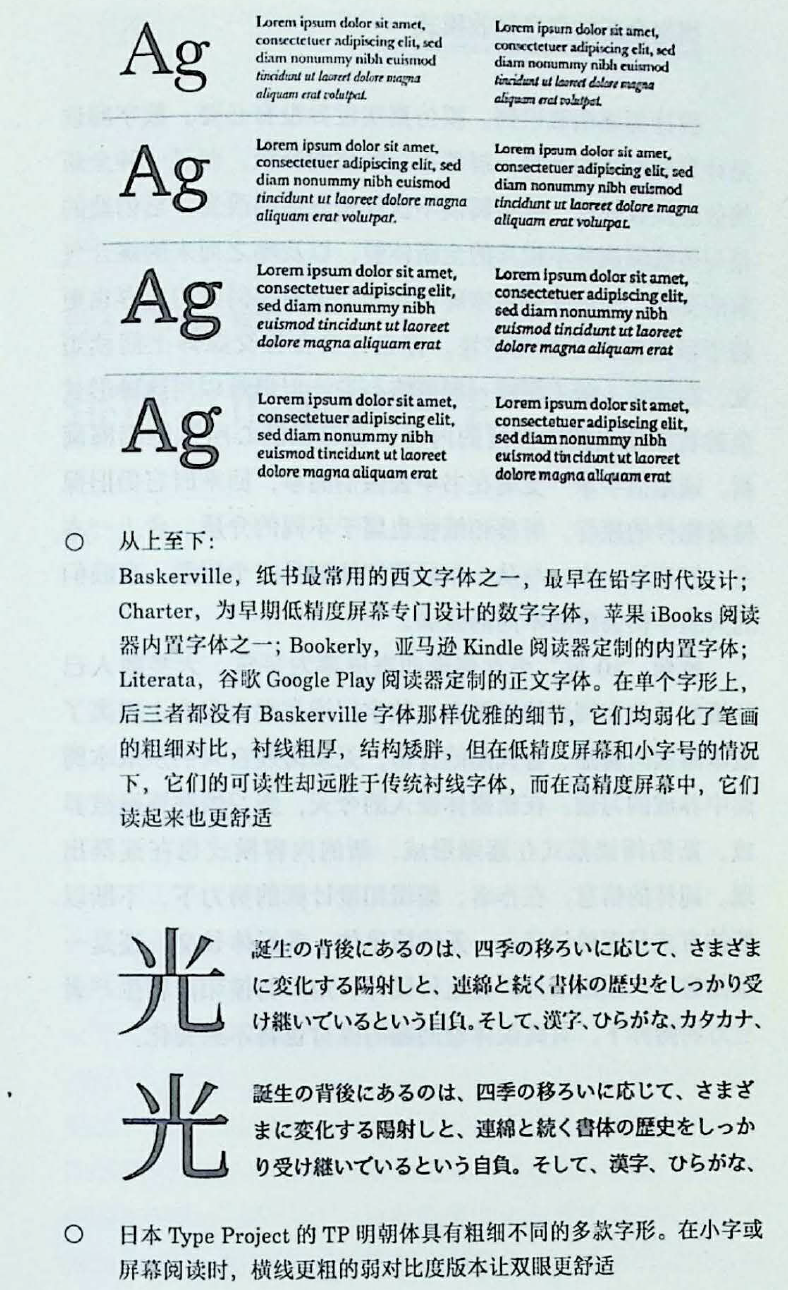 Ag
Lorem ipsum dolor sit amet,
consectetuer adipiscing elit, sed
diam nonummy nibh euismod
tincidunt ut laoreet dolore magna
aliquam erat volutpat.
Lorem ipsum dolor sit amet,
consectetuer adipiscing elit, sed
diam nonummy nibh euismod
tincidunt ut laoreet dolore magna
aliquam erat volutpat.
Ag
Lorem ipsum dolor sit amet,
consectetuer adipiscing elit, sed
diam nonummy nibh euismod
tincidunt ut laoreet dolore magna
aliquam erat volutpat.
Lorem ipsum dolor sit amet,
consectetuer adipiscing elit, sed
diam nonummy nibh euismod
tincidunt ut laoreet dolore magna
aliquam erat volutpat.
Ag
Lorem ipsum dolor sit amet,
consectetuer adipiscing elit,
sed diam nonummy nibh
euismod tincidunt ut laoreet
dolore magna aliquam erat
Lorem ipsum dolor sit amet,
consectetuer adipiscing elit,
sed diam nonummy nibh
euismod tincidunt ut laoreet
dolore magna aliquam erat
Ag
Lorem ipsum dolor sit amet,
consectetuer adipiscing elit,
sed diam nonummy nibh
euismod tincidunt ut laoreet
dolore magna aliquam erat
Lorem ipsum dolor sit amet,
consectetuer adipiscing elit,
sed diam nonummy nibh
euismod tincidunt ut laoreet
dolore magna aliquam erat
○ 从上至下：
Baskerville，纸书最常用的西文字体之一，最早在铅字时代设计；
Charter，为早期低精度屏幕专门设计的数字字体，苹果 iBooks 阅读
器内置字体之一；Bookerly，亚马逊 Kindle 阅读器定制的内置字体；
Literata，谷歌 Google Play 阅读器定制的正文字体。在单个字形上，
后三者都没有 Baskerville 字体那样优雅的细节，它们均弱化了笔画
的粗细对比，衬线粗厚，结构矮胖，但在低精度屏幕和小字号的情况
下，它们的可读性却远胜于传统衬线字体，而在高精度屏幕中，它们
读起来也更舒适
光
誕生の背後にあるのは、四季の移ろいに応じて、さまざま
に変化する陽射しと、連綿と続く書体の歴史をしっかり受
け継いでいるという自負。そして、漢字、ひらがな、カタカナ、
光
誕生の背後にあるのは、四季の移ろいに応じて、さまざ
まに変化する陽射しと、連綿と続く書体の歴史をしっか
り受け継いでいるという自負。そして、漢字、ひらがな、
○ 日本 Type Project 的 TP 明朝体具有粗细不同的多款字形。在小字或
屏幕阅读时，横线更粗的弱对比度版本让双眼更舒适